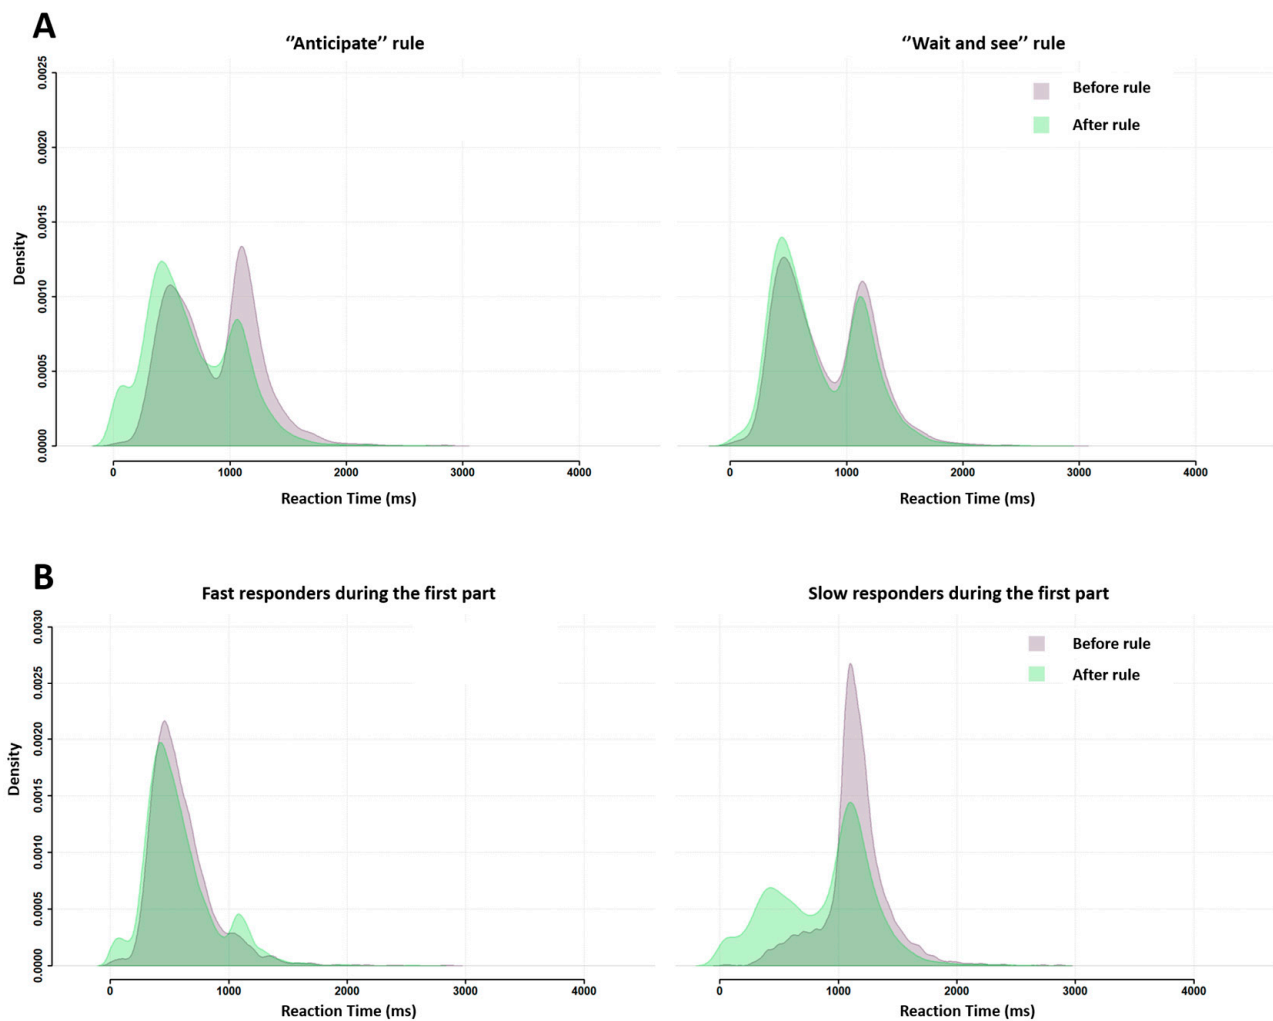 A
‘’Anticipate’’ rule
‘’Wait and see’’ rule
Before rule
After rule
Density
0.0000 0.0005 0.0010 0.0015 0.0020 0.0025
0 1000 2000 3000 4000
0 1000 2000 3000 4000
Reaction Time (ms)
Reaction Time (ms)
B
Fast responders during the first part
Slow responders during the first part
Before rule
After rule
Density
0.0000 0.0005 0.0010 0.0015 0.0020 0.0025 0.0030
0 1000 2000 3000 4000
0 1000 2000 3000 4000
Reaction Time (ms)
Reaction Time (ms)